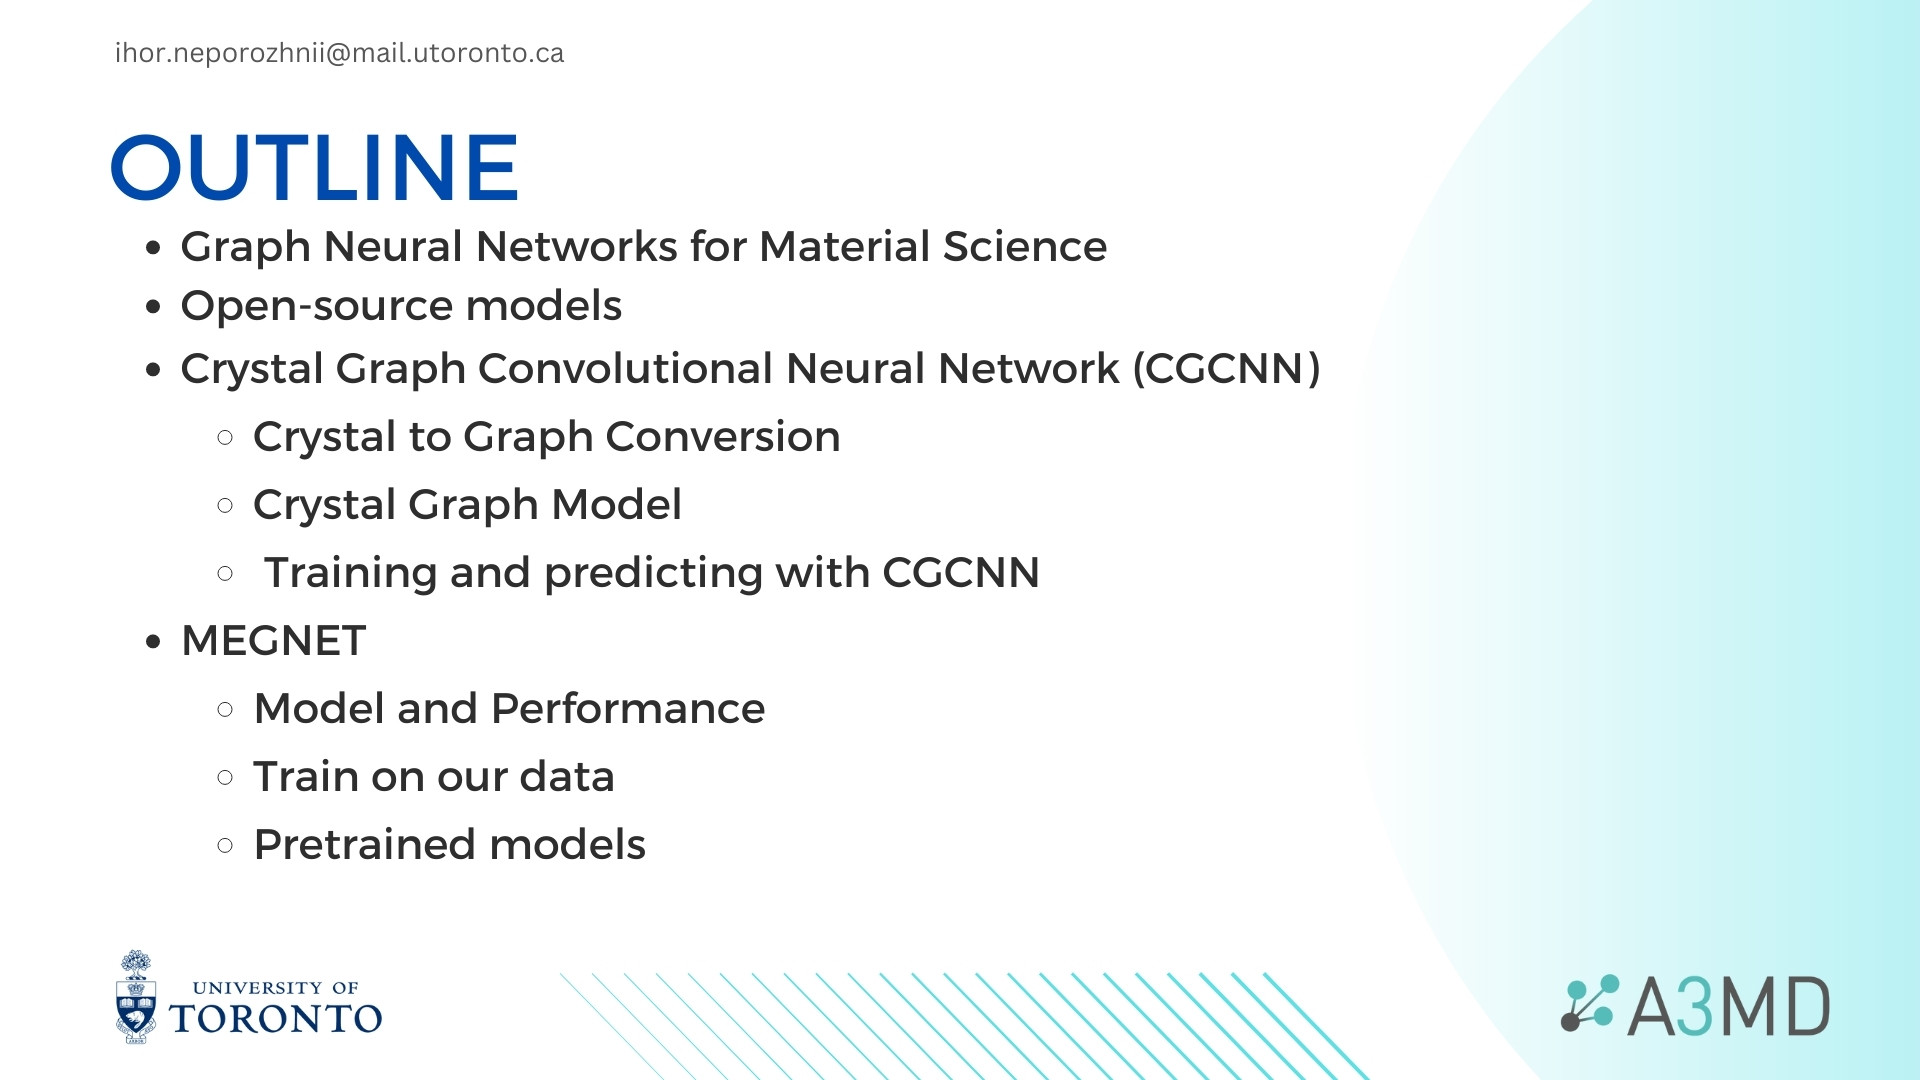 ihor.neporozhnii@mail.utoronto.ca
OUTLINE
• Graph Neural Networks for Material Science
• Open-source models
• Crystal Graph Convolutional Neural Network (CGCNN)
○ Crystal to Graph Conversion
○ Crystal Graph Model
○ Training and predicting with CGCNN
• MEGNET
○ Model and Performance
○ Train on our data
○ Pretrained models
UNIVERSITY OF
TORONTO
A3MD